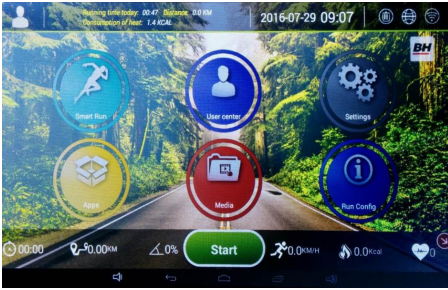 Running time today: 00:47 Distance: 0.0 KM
Consumption of heat: 1.4 KCAL
2016-07-29 09:07
BH
Smart Run
User center
Settings
Apps
Media
Run Config
00:00
0.00KM
0%
Start
0.0KM/H
0.0Kcal
0